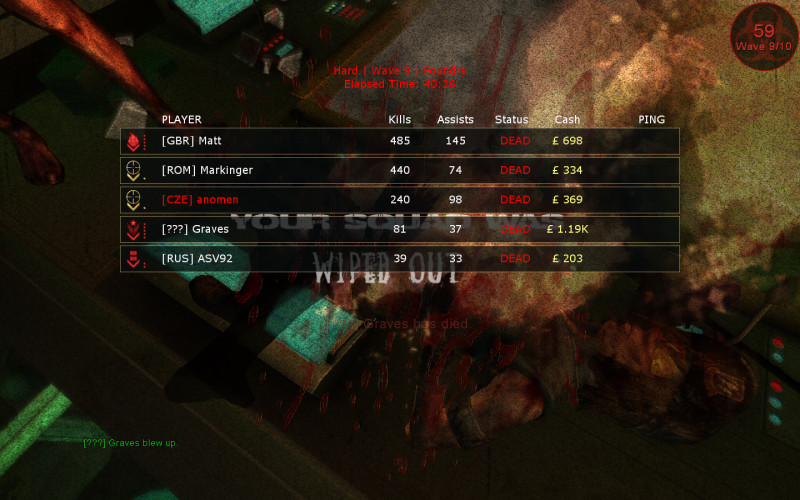 59
Wave 9/10
Hard | Wave 9 | Foundry
Elapsed Time: 40:36
PLAYER Kills Assists Status Cash PING
[GBR] Matt 485 145 DEAD £ 698
[ROM] Markinger 440 74 DEAD £ 334
[CZE] anomen 240 98 DEAD £ 369
YOUR SQUAD WAS
[???] Graves 81 37 DEAD £ 1.19K
[RUS] ASV92 39 33 DEAD £ 203
WIPED OUT
Graves has died
[???] Graves blew up.